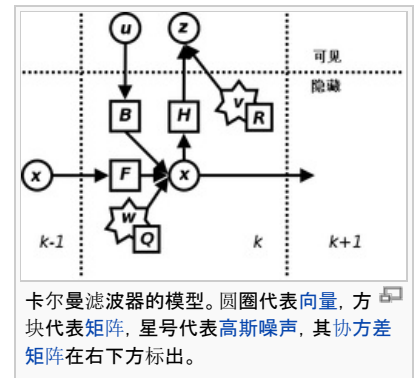 u z
可见
隐藏
B H v R
x F x
w Q
k-1 k k+1
卡尔曼滤波器的模型。圆圈代表向量，方
块代表矩阵，星号代表高斯噪声，其协方差
矩阵在右下方标出。